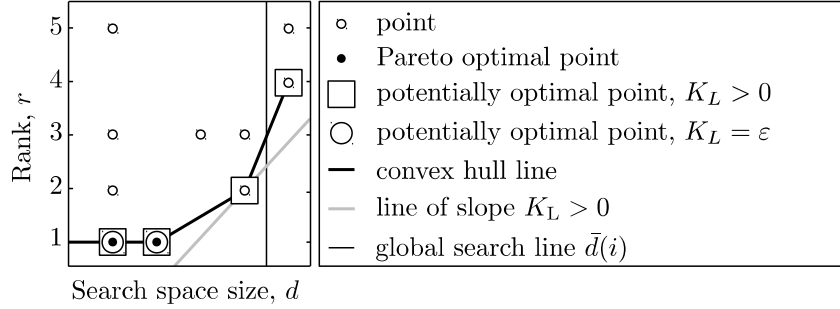 5
4
3
2
1
Rank, r
Search space size, d
point
Pareto optimal point
potentially optimal point, K_L > 0
potentially optimal point, K_L = ε
convex hull line
line of slope K_L > 0
global search line d̄(i)